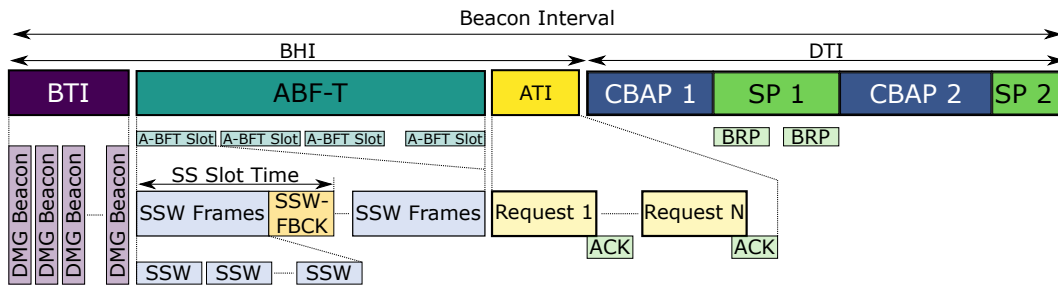 Beacon Interval
BHI
DTI
BTI
ABF-T
ATI
CBAP 1
SP 1
CBAP 2
SP 2
A-BFT Slot
A-BFT Slot
A-BFT Slot
A-BFT Slot
BRP
BRP
DMG Beacon
DMG Beacon
DMG Beacon
DMG Beacon
SS Slot Time
SSW Frames
SSW-
FBCK
SSW Frames
Request 1
Request N
ACK
ACK
SSW
SSW
SSW